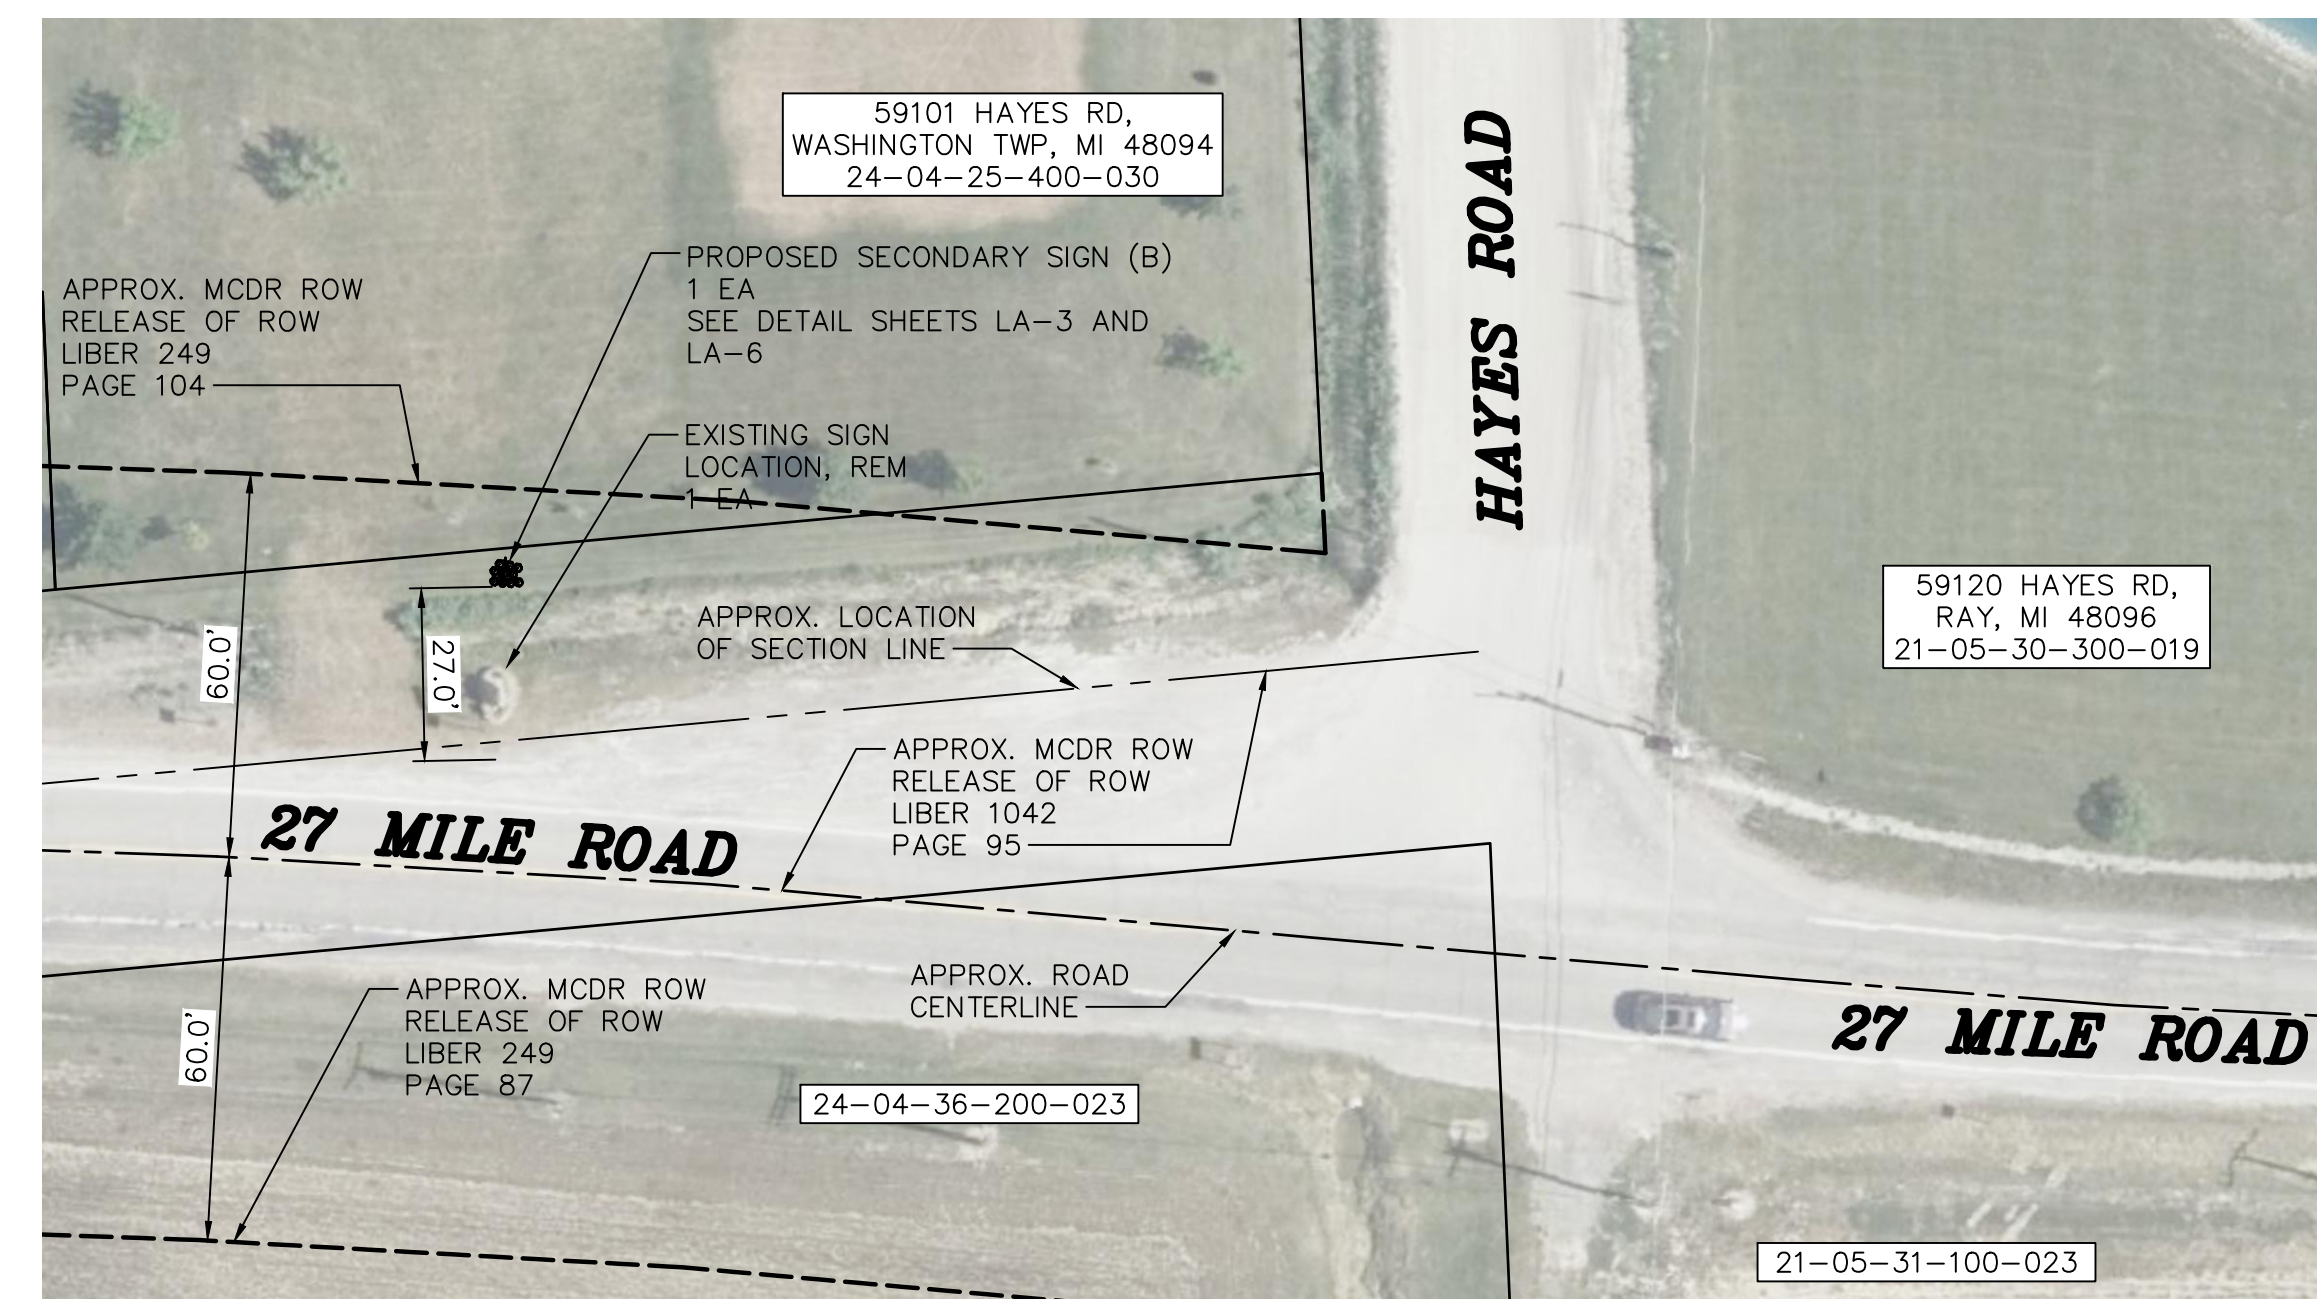 59101 HAYES RD,
WASHINGTON TWP, MI 48094
24-04-25-400-030
HAYES ROAD
PROPOSED SECONDARY SIGN (B)
1 EA
SEE DETAIL SHEETS LA-3 AND
LA-6
APPROX. MCDR ROW
RELEASE OF ROW
LIBER 249
PAGE 104
EXISTING SIGN
LOCATION, REM
1 EA
59120 HAYES RD,
RAY, MI 48096
21-05-30-300-019
APPROX. LOCATION
OF SECTION LINE
60.0'
27.0'
APPROX. MCDR ROW
RELEASE OF ROW
LIBER 1042
PAGE 95
27 MILE ROAD
APPROX. ROAD
CENTERLINE
APPROX. MCDR ROW
RELEASE OF ROW
LIBER 249
PAGE 87
60.0'
27 MILE ROAD
24-04-36-200-023
21-05-31-100-023